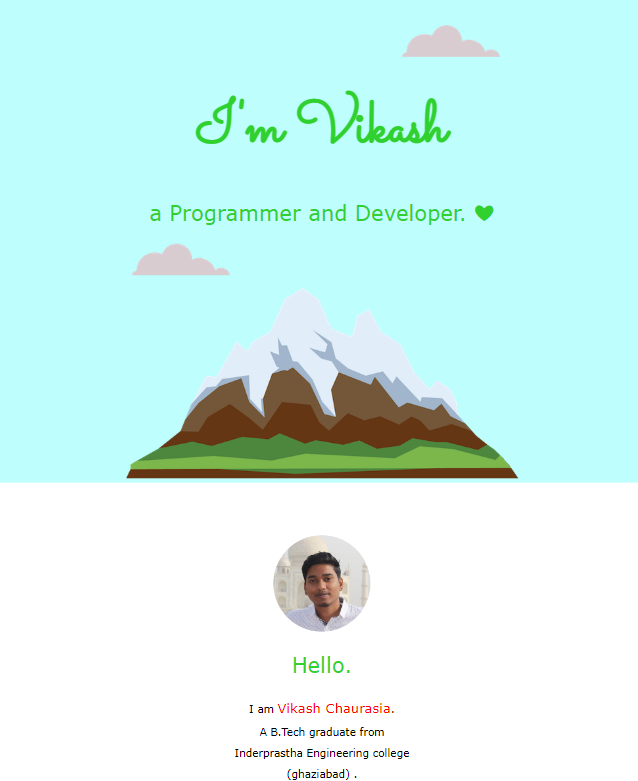 I'm Vikash
a Programmer and Developer. ♥
Hello.
I am Vikash Chaurasia.
A B.Tech graduate from
Inderprastha Engineering college
(ghaziabad) .